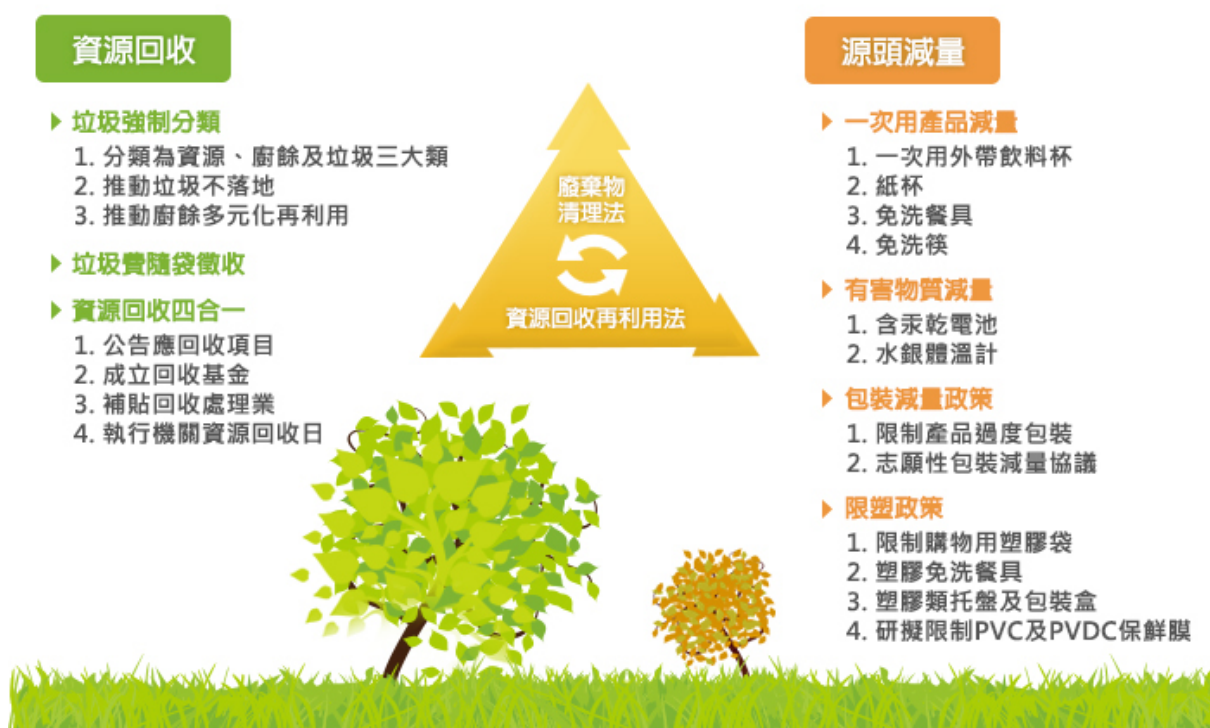 資源回收
垃圾強制分類
1. 分類為資源、廚餘及垃圾三大類
2. 推動垃圾不落地
3. 推動廚餘多元化再利用
垃圾費隨袋徵收
資源回收四合一
1. 公告應回收項目
2. 成立回收基金
3. 補貼回收處理業
4. 執行機關資源回收日
廢棄物
清理法
資源回收再利用法
源頭減量
一次用產品減量
1. 一次用外帶飲料杯
2. 紙杯
3. 免洗餐具
4. 免洗筷
有害物質減量
1. 含汞乾電池
2. 水銀體溫計
包裝減量政策
1. 限制產品過度包裝
2. 志願性包裝減量協議
限塑政策
1. 限制購物用塑膠袋
2. 塑膠免洗餐具
3. 塑膠類托盤及包裝盒
4. 研擬限制PVC及PVDC保鮮膜